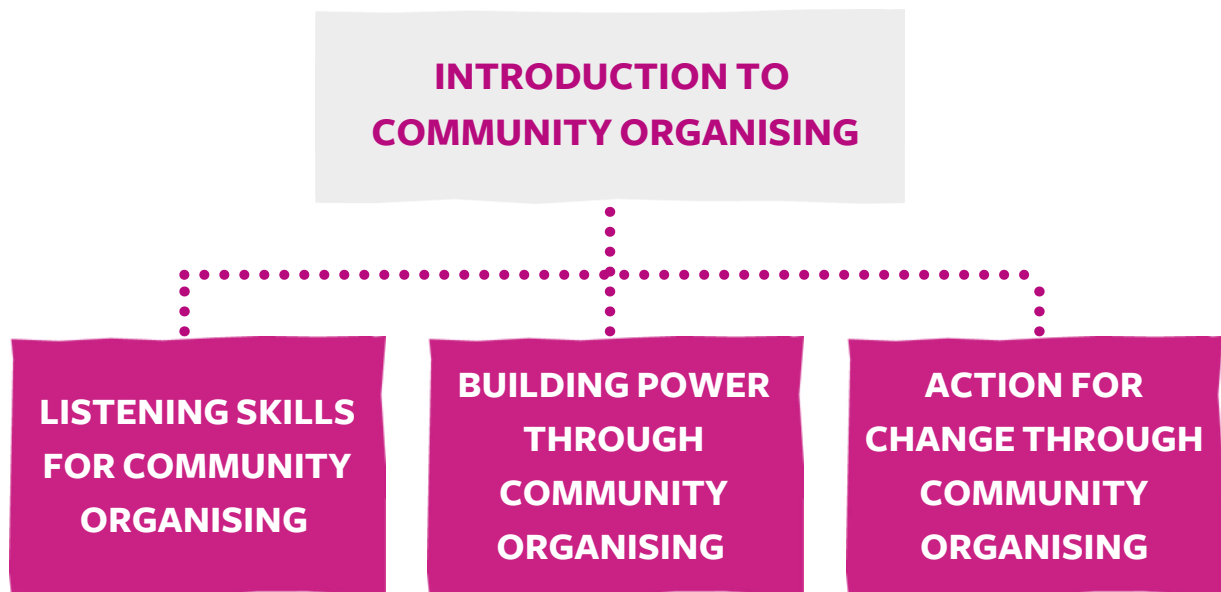 INTRODUCTION TO
COMMUNITY ORGANISING
LISTENING SKILLS
FOR COMMUNITY
ORGANISING
BUILDING POWER
THROUGH
COMMUNITY
ORGANISING
ACTION FOR
CHANGE THROUGH
COMMUNITY
ORGANISING